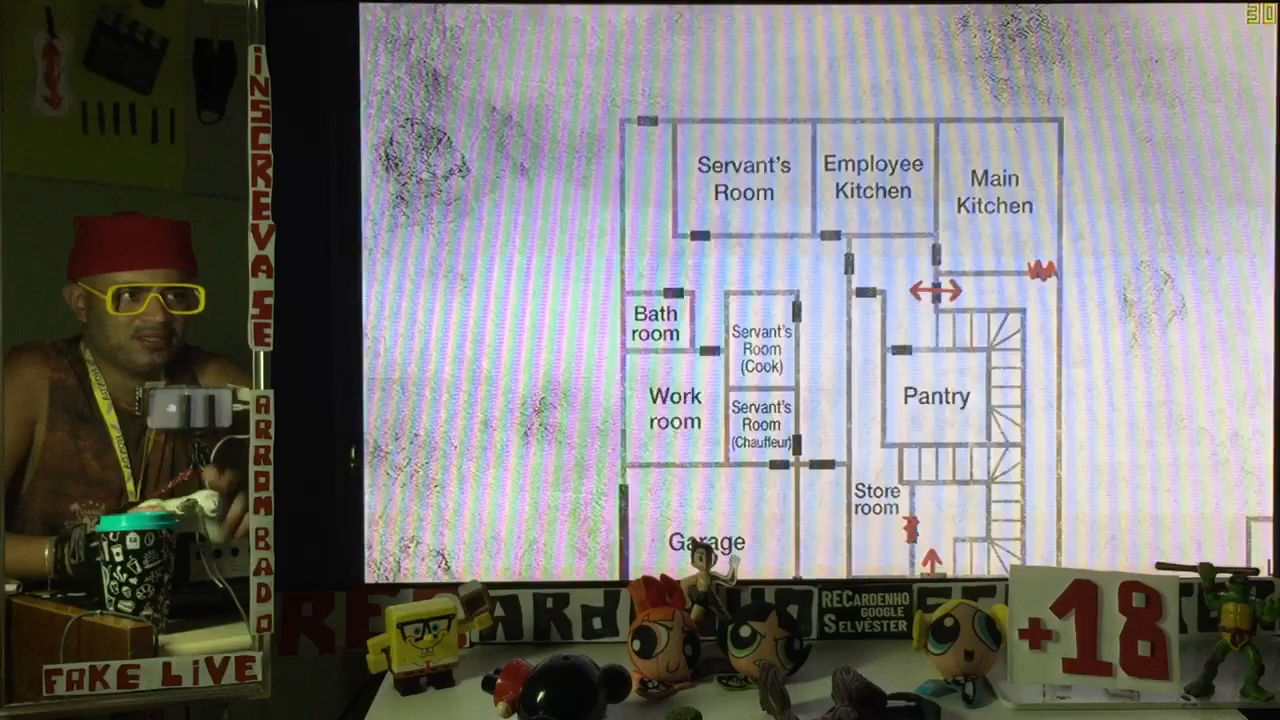 30
INSCREVA SE
ARROMBADO
FAKE LIVE
Servant's
Room
Employee
Kitchen
Main
Kitchen
Bath
room
Servant's
Room
(Cook)
Work
room
Servant's
Room
(Chauffeur)
Pantry
Store
room
Garage
RECARDENHO
GOOGLE
SELVÉSTER
+18